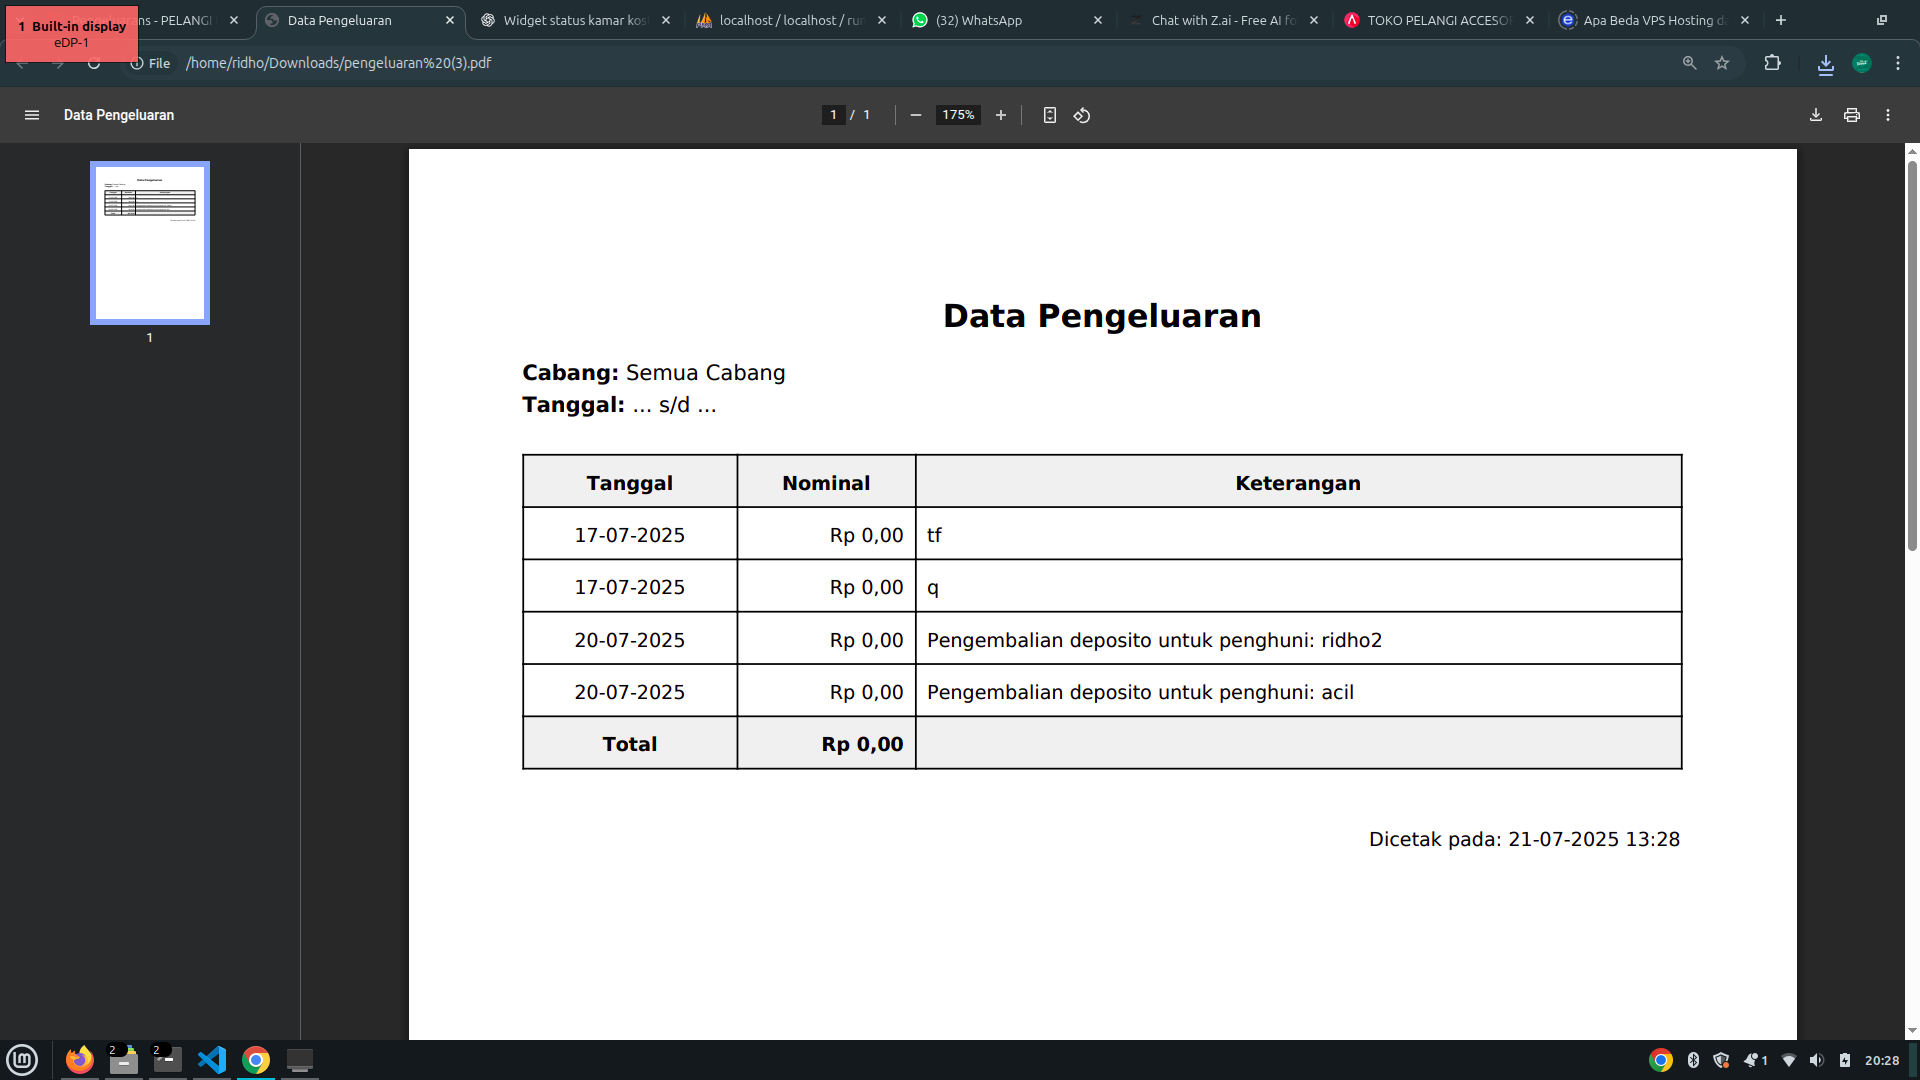 1 Built-in display
eDP-1
ns - PELANGI
Data Pengeluaran
Widget status kamar kos
localhost / localhost / ru
(32) WhatsApp
Chat with Z.ai - Free AI fo
TOKO PELANGI ACCESO
Apa Beda VPS Hosting d
File
/home/ridho/Downloads/pengeluaran%20(3).pdf
Data Pengeluaran
1 / 1
175%
1
Data Pengeluaran
Cabang: Semua Cabang
Tanggal: ... s/d ...
Tanggal Nominal Keterangan
17-07-2025 Rp 0,00 tf
17-07-2025 Rp 0,00 q
20-07-2025 Rp 0,00 Pengembalian deposito untuk penghuni: ridho2
20-07-2025 Rp 0,00 Pengembalian deposito untuk penghuni: acil
Total Rp 0,00
Dicetak pada: 21-07-2025 13:28
2
2
1
20:28